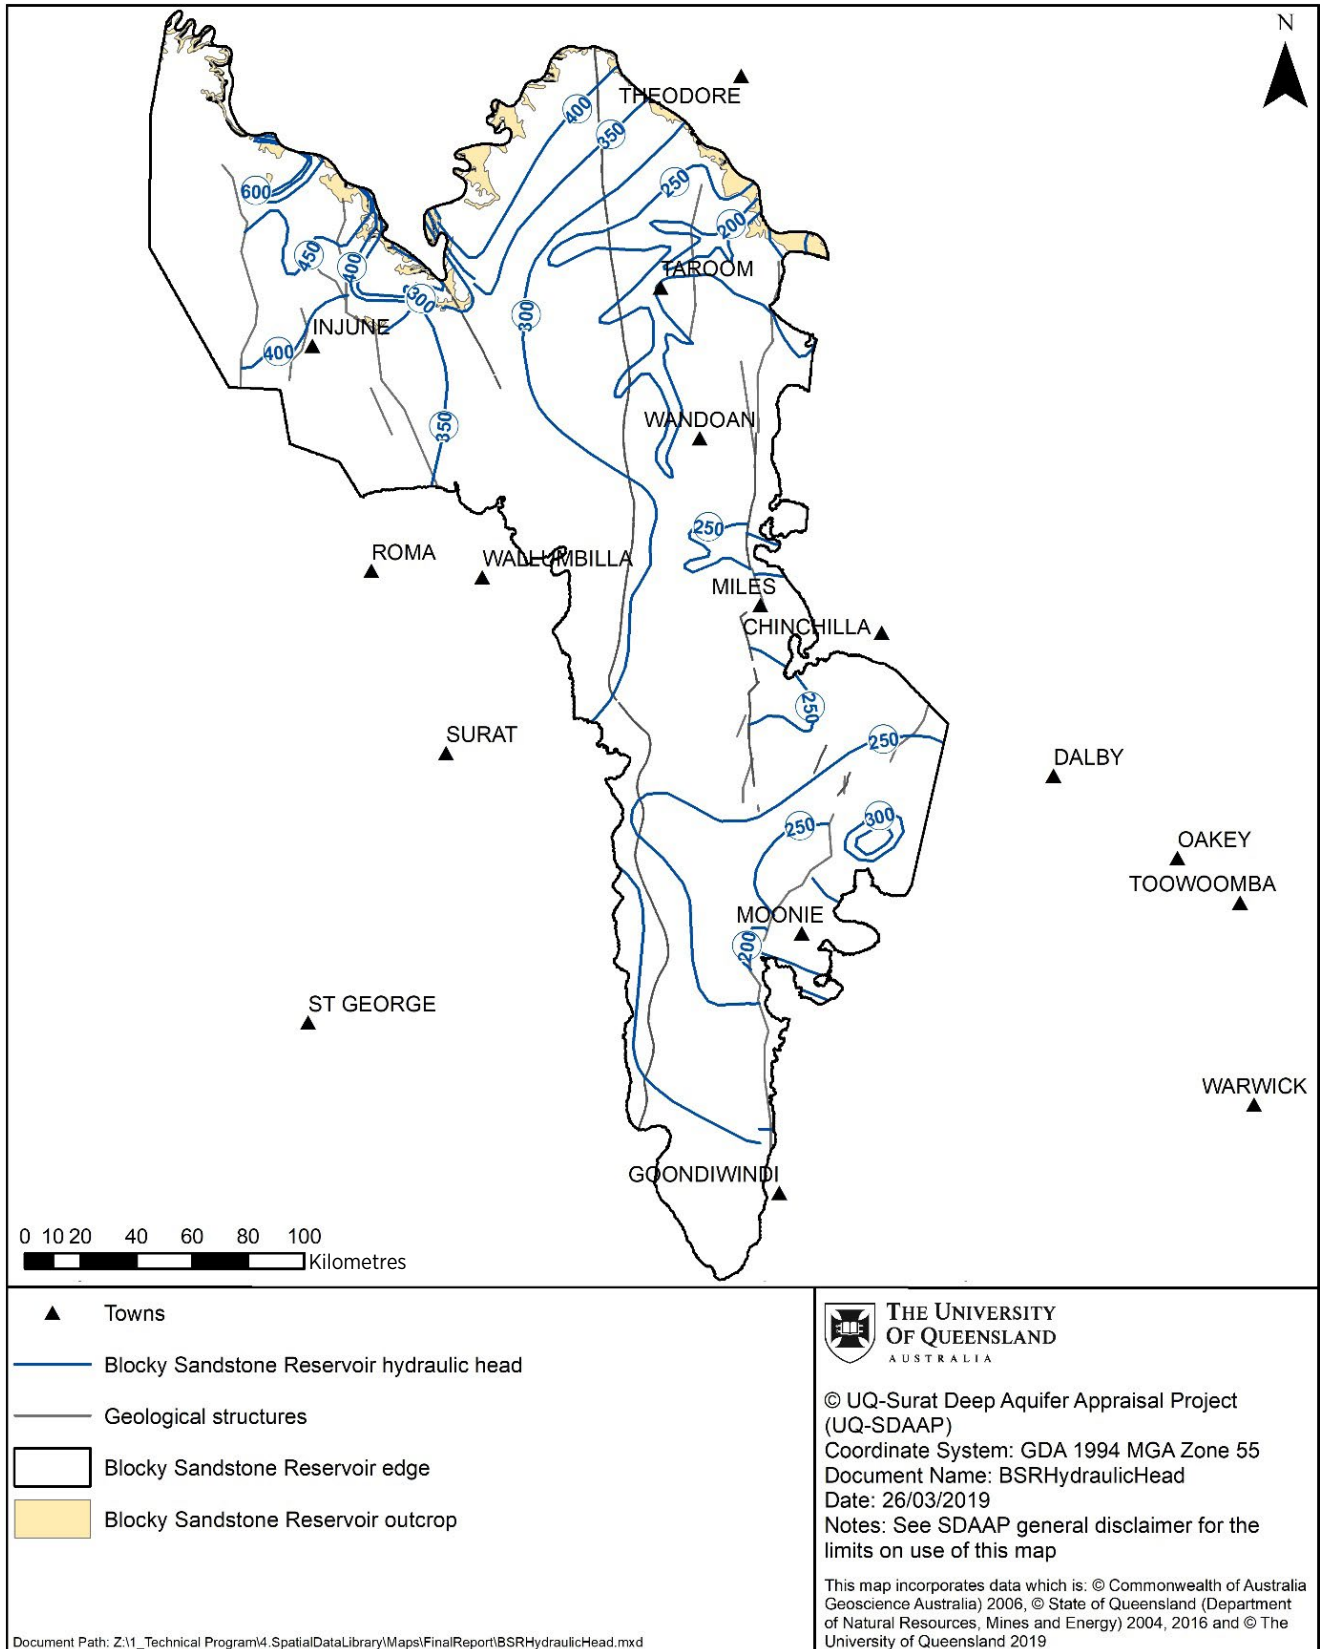 N
THEODORE
400
350
600
250
200
450
400
TAROOM
300
300
INJUNE
400
350
WANDOAN
250
ROMA
WALLUMBILLA
MILES
CHINCHILLA
250
SURAT
250
DALBY
300
250
OAKEY
TOOWOOMBA
MOONIE
200
ST GEORGE
WARWICK
GOONDIWINDI
0 10 20 40 60 80 100
Kilometres
Towns
Blocky Sandstone Reservoir hydraulic head
Geological structures
Blocky Sandstone Reservoir edge
Blocky Sandstone Reservoir outcrop
Document Path: Z:\1_Technical Program\4.SpatialDataLibrary\Maps\FinalReport\BSRHydraulicHead.mxd
THE UNIVERSITY
OF QUEENSLAND
AUSTRALIA
© UQ-Surat Deep Aquifer Appraisal Project
(UQ-SDAAP)
Coordinate System: GDA 1994 MGA Zone 55
Document Name: BSRHydraulicHead
Date: 26/03/2019
Notes: See SDAAP general disclaimer for the
limits on use of this map
This map incorporates data which is: © Commonwealth of Australia
Geoscience Australia) 2006, © State of Queensland (Department
of Natural Resources, Mines and Energy) 2004, 2016 and © The
University of Queensland 2019